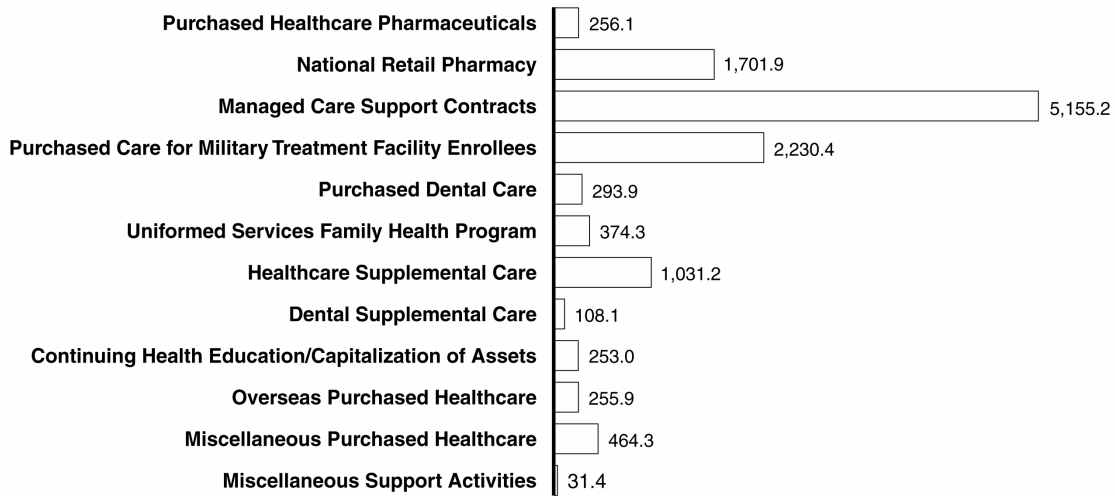 Purchased Healthcare Pharmaceuticals 256.1
National Retail Pharmacy 1,701.9
Managed Care Support Contracts 5,155.2
Purchased Care for Military Treatment Facility Enrollees 2,230.4
Purchased Dental Care 293.9
Uniformed Services Family Health Program 374.3
Healthcare Supplemental Care 1,031.2
Dental Supplemental Care 108.1
Continuing Health Education/Capitalization of Assets 253.0
Overseas Purchased Healthcare 255.9
Miscellaneous Purchased Healthcare 464.3
Miscellaneous Support Activities 31.4